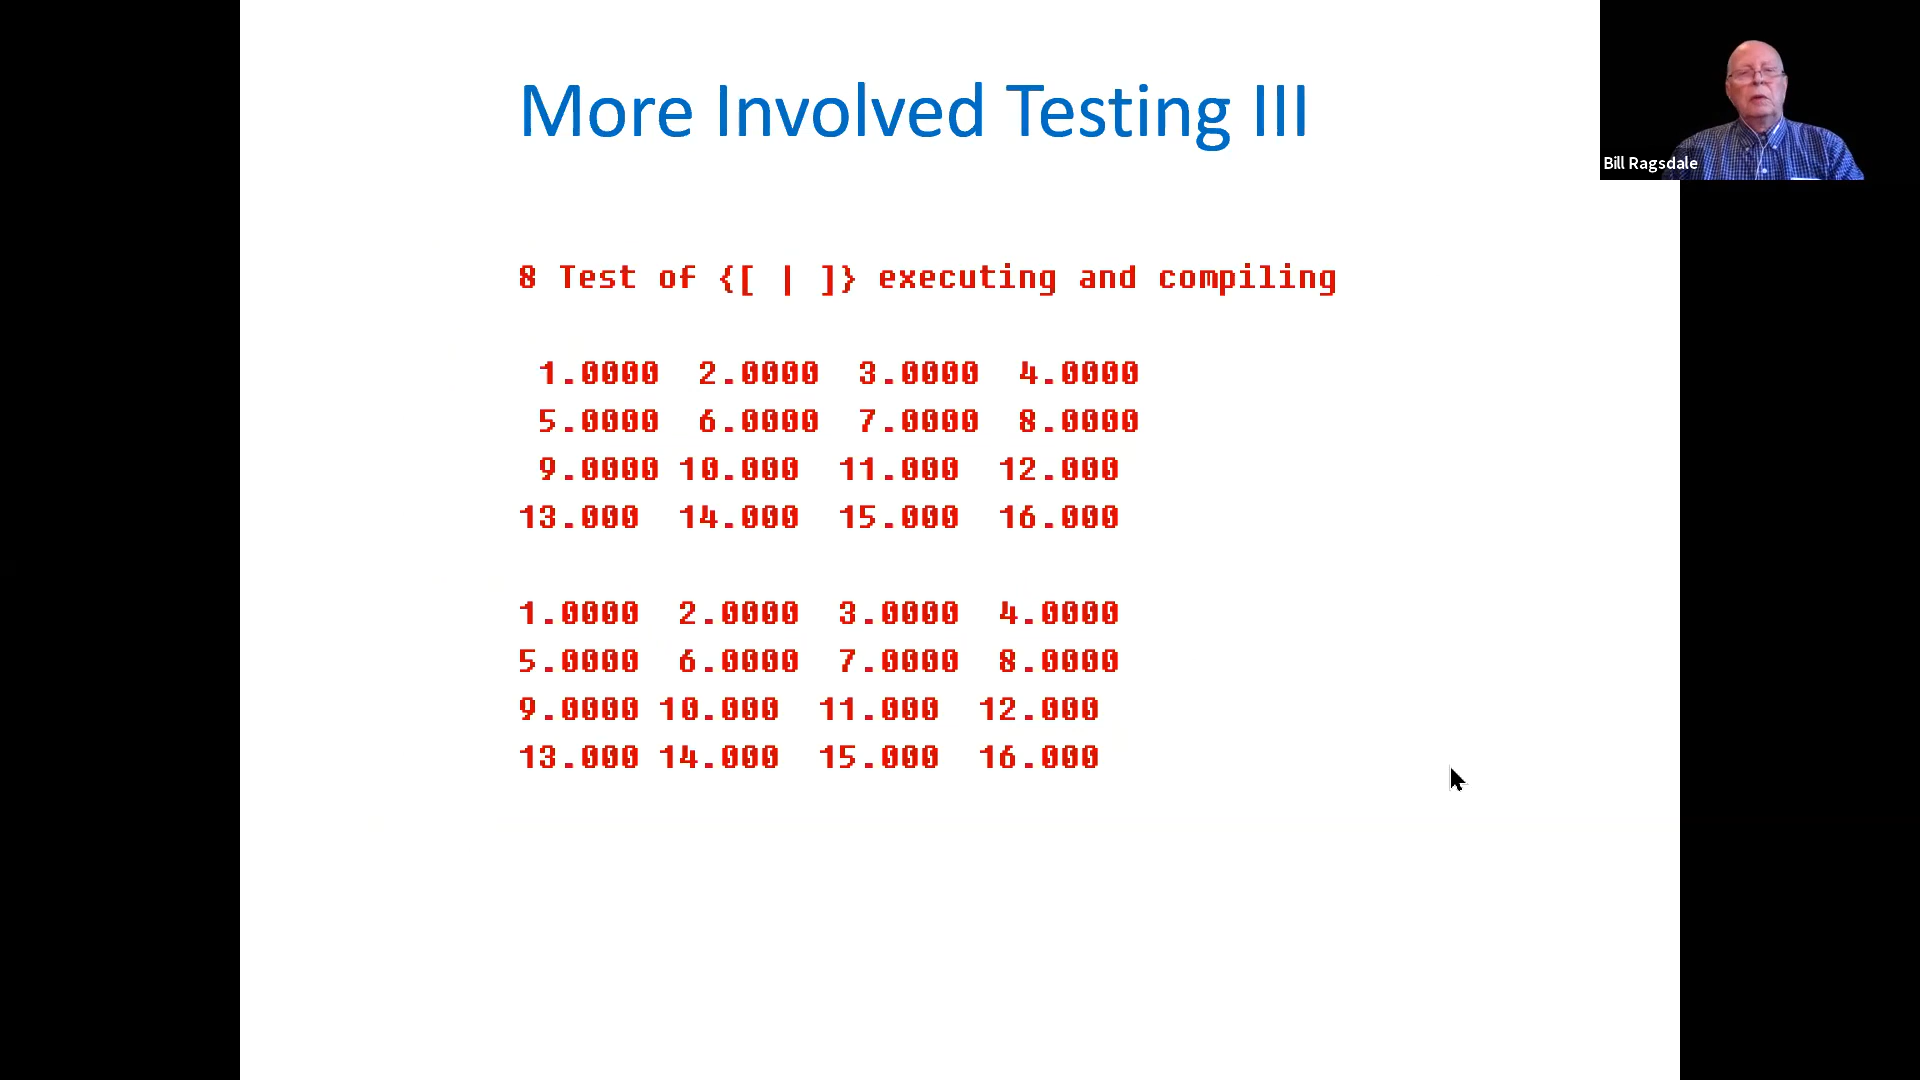 More Involved Testing III
Bill Ragsdale
8 Test of {[ | ]} executing and compiling
1.0000 2.0000 3.0000 4.0000
5.0000 6.0000 7.0000 8.0000
9.0000 10.000 11.000 12.000
13.000 14.000 15.000 16.000
1.0000 2.0000 3.0000 4.0000
5.0000 6.0000 7.0000 8.0000
9.0000 10.000 11.000 12.000
13.000 14.000 15.000 16.000